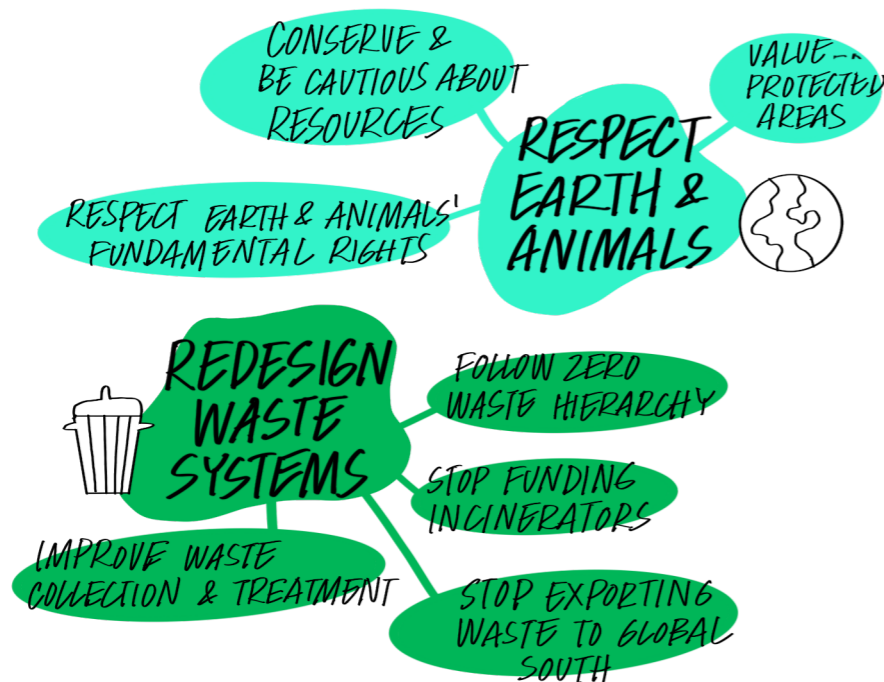 CONSERVE &
BE CAUTIOUS ABOUT
RESOURCES
VALUE
PROTECTED
AREAS
RESPECT
EARTH &
ANIMALS
RESPECT EARTH & ANIMALS'
FUNDAMENTAL RIGHTS
REDESIGN
WASTE
SYSTEMS
FOLLOW ZERO
WASTE HIERARCHY
STOP FUNDING
INCINERATORS
IMPROVE WASTE
COLLECTION & TREATMENT
STOP EXPORTING
WASTE TO GLOBAL
SOUTH